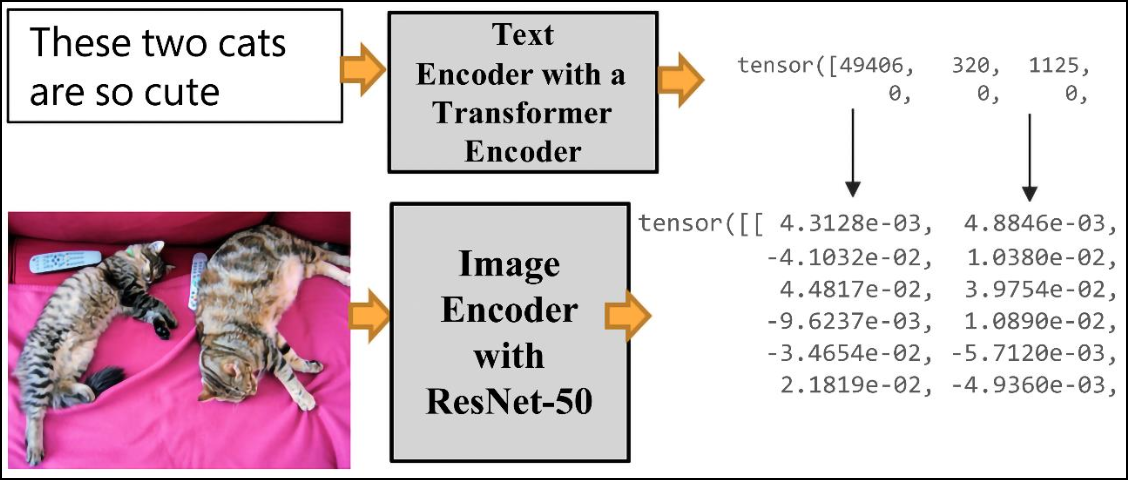 These two cats
are so cute
Text
Encoder with a
Transformer
Encoder
tensor([49406, 320, 1125,
0, 0, 0,
Image
Encoder
with
ResNet-50
tensor([[ 4.3128e-03, 4.8846e-03,
-4.1032e-02, 1.0380e-02,
4.4817e-02, 3.9754e-02,
-9.6237e-03, 1.0890e-02,
-3.4654e-02, -5.7120e-03,
2.1819e-02, -4.9360e-03,